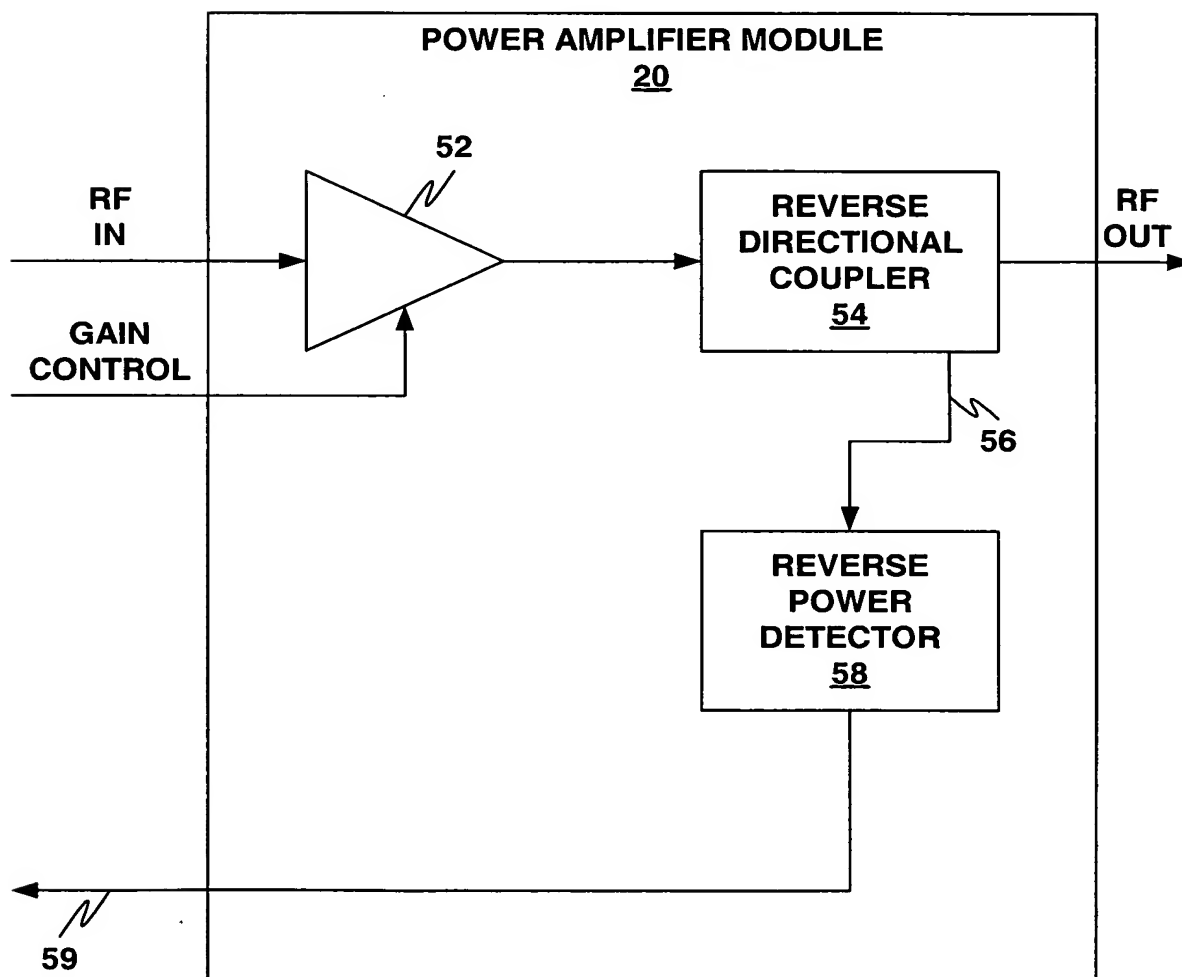 POWER AMPLIFIER MODULE
20
52
RF
IN
GAIN
CONTROL
REVERSE
DIRECTIONAL
COUPLER
54
RF
OUT
56
REVERSE
POWER
DETECTOR
58
59